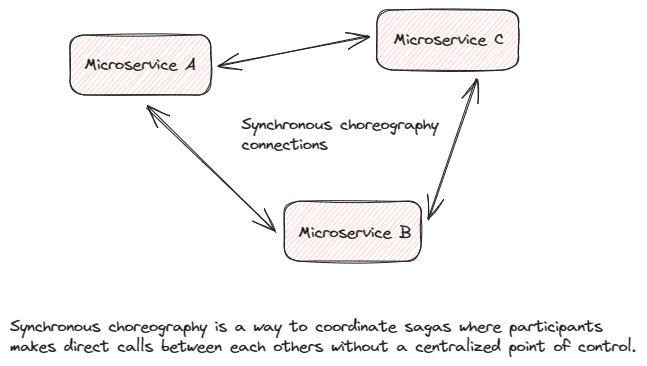 Microservice A
Microservice C
Synchronous choreography
connections
Microservice B
Synchronous choreography is a way to coordinate sagas where participants
makes direct calls between each others without a centralized point of control.